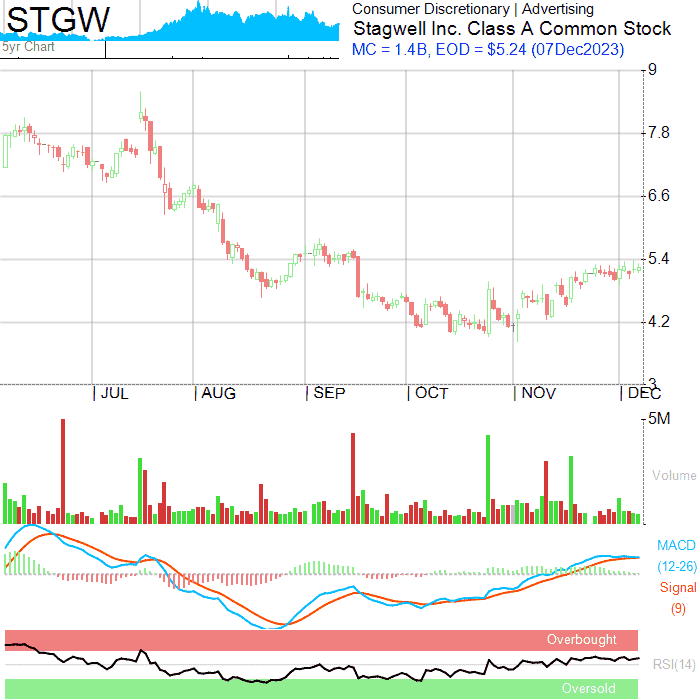 STGW
5yr Chart
Consumer Discretionary | Advertising
Stagwell Inc. Class A Common Stock
MC = 1.4B, EOD = $5.24 (07Dec2023)
9
7.8
6.6
5.4
4.2
3
JUL AUG SEP OCT NOV DEC
5M
Volume
MACD
(12-26)
Signal
(9)
Overbought
RSI(14)
Oversold